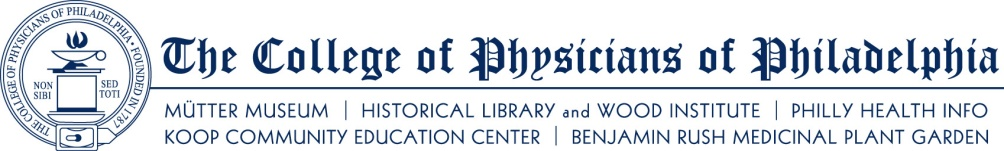 THE COLLEGE OF PHYSICIANS OF PHILADELPHIA · FOUNDED IN 1787
NON SIBI
SED TOTI
The College of Physicians of Philadelphia
MÜTTER MUSEUM | HISTORICAL LIBRARY and WOOD INSTITUTE | PHILLY HEALTH INFO
KOOP COMMUNITY EDUCATION CENTER | BENJAMIN RUSH MEDICINAL PLANT GARDEN